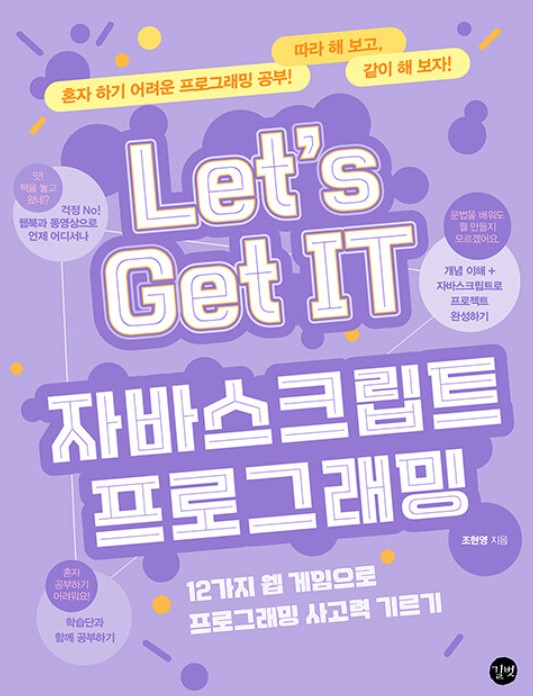 혼자 하기 어려운 프로그래밍 공부!
따라 해 보고,
같이 해 보자!
Let's
Get IT
앗!
책을 놓고
왔네?
걱정 No!
웹북과 동영상으로
언제 어디서나
문법을 배워도
뭘 만들지
모르겠어요.
개념 이해 +
자바스크립트로
프로젝트
완성하기
자바스크립트
프로그래밍
조현영 지음
12가지 웹 게임으로
프로그래밍 사고력 기르기
혼자
공부하기
어려워요!
학습단과
함께 공부하기
길벗